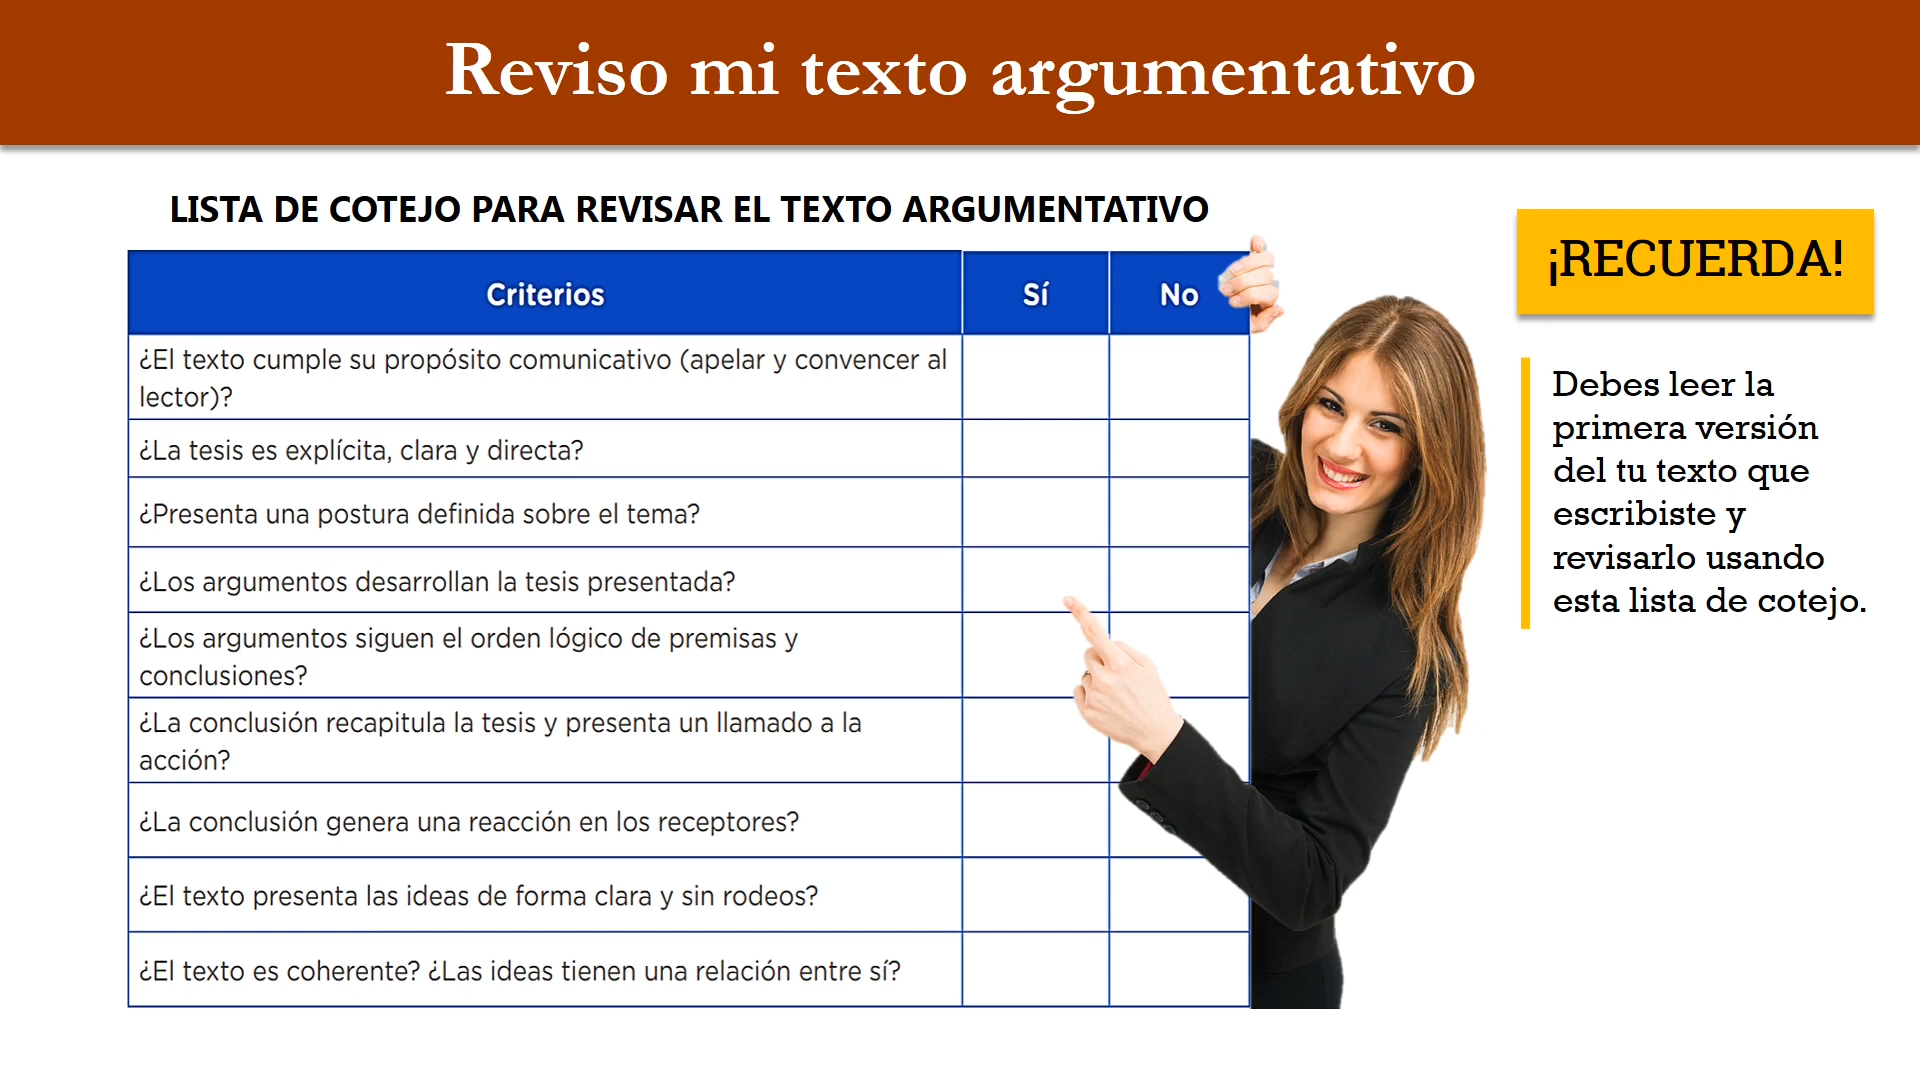 Reviso mi texto argumentativo
LISTA DE COTEJO PARA REVISAR EL TEXTO ARGUMENTATIVO
Criterios Sí No
¿El texto cumple su propósito comunicativo (apelar y convencer al
lector)?
¿La tesis es explícita, clara y directa?
¿Presenta una postura definida sobre el tema?
¿Los argumentos desarrollan la tesis presentada?
¿Los argumentos siguen el orden lógico de premisas y
conclusiones?
¿La conclusión recapitula la tesis y presenta un llamado a la
acción?
¿La conclusión genera una reacción en los receptores?
¿El texto presenta las ideas de forma clara y sin rodeos?
¿El texto es coherente? ¿Las ideas tienen una relación entre sí?
¡RECUERDA!
Debes leer la
primera versión
del tu texto que
escribiste y
revisarlo usando
esta lista de cotejo.